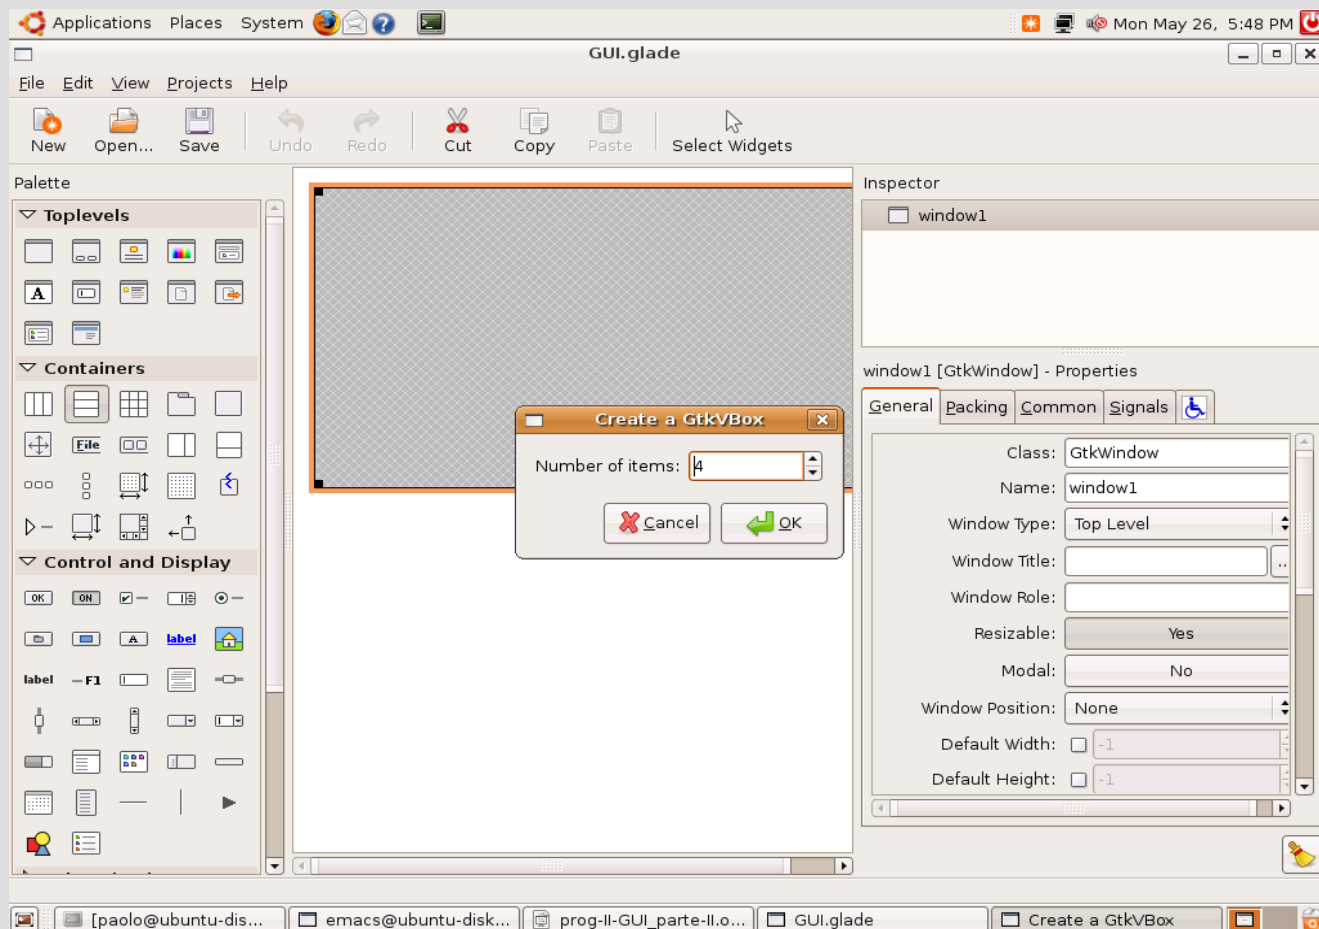 Applications Places System
Mon May 26, 5:48 PM
GUI.glade
File Edit View Projects Help
New Open... Save Undo Redo Cut Copy Paste Select Widgets
Palette
Toplevels
A
Containers
File
Control and Display
OK ON
A label
label F1
Create a GtkVBox
Number of items: 4
Cancel OK
Inspector
window1
window1 [GtkWindow] - Properties
General Packing Common Signals
Class: GtkWindow
Name: window1
Window Type: Top Level
Window Title: ..
Window Role:
Resizable: Yes
Modal: No
Window Position: None
Default Width: -1
Default Height: -1
[paolo@ubuntu-dis... emacs@ubuntu-disk... prog-II-GUI_parte-II.o... GUI.glade Create a GtkVBox